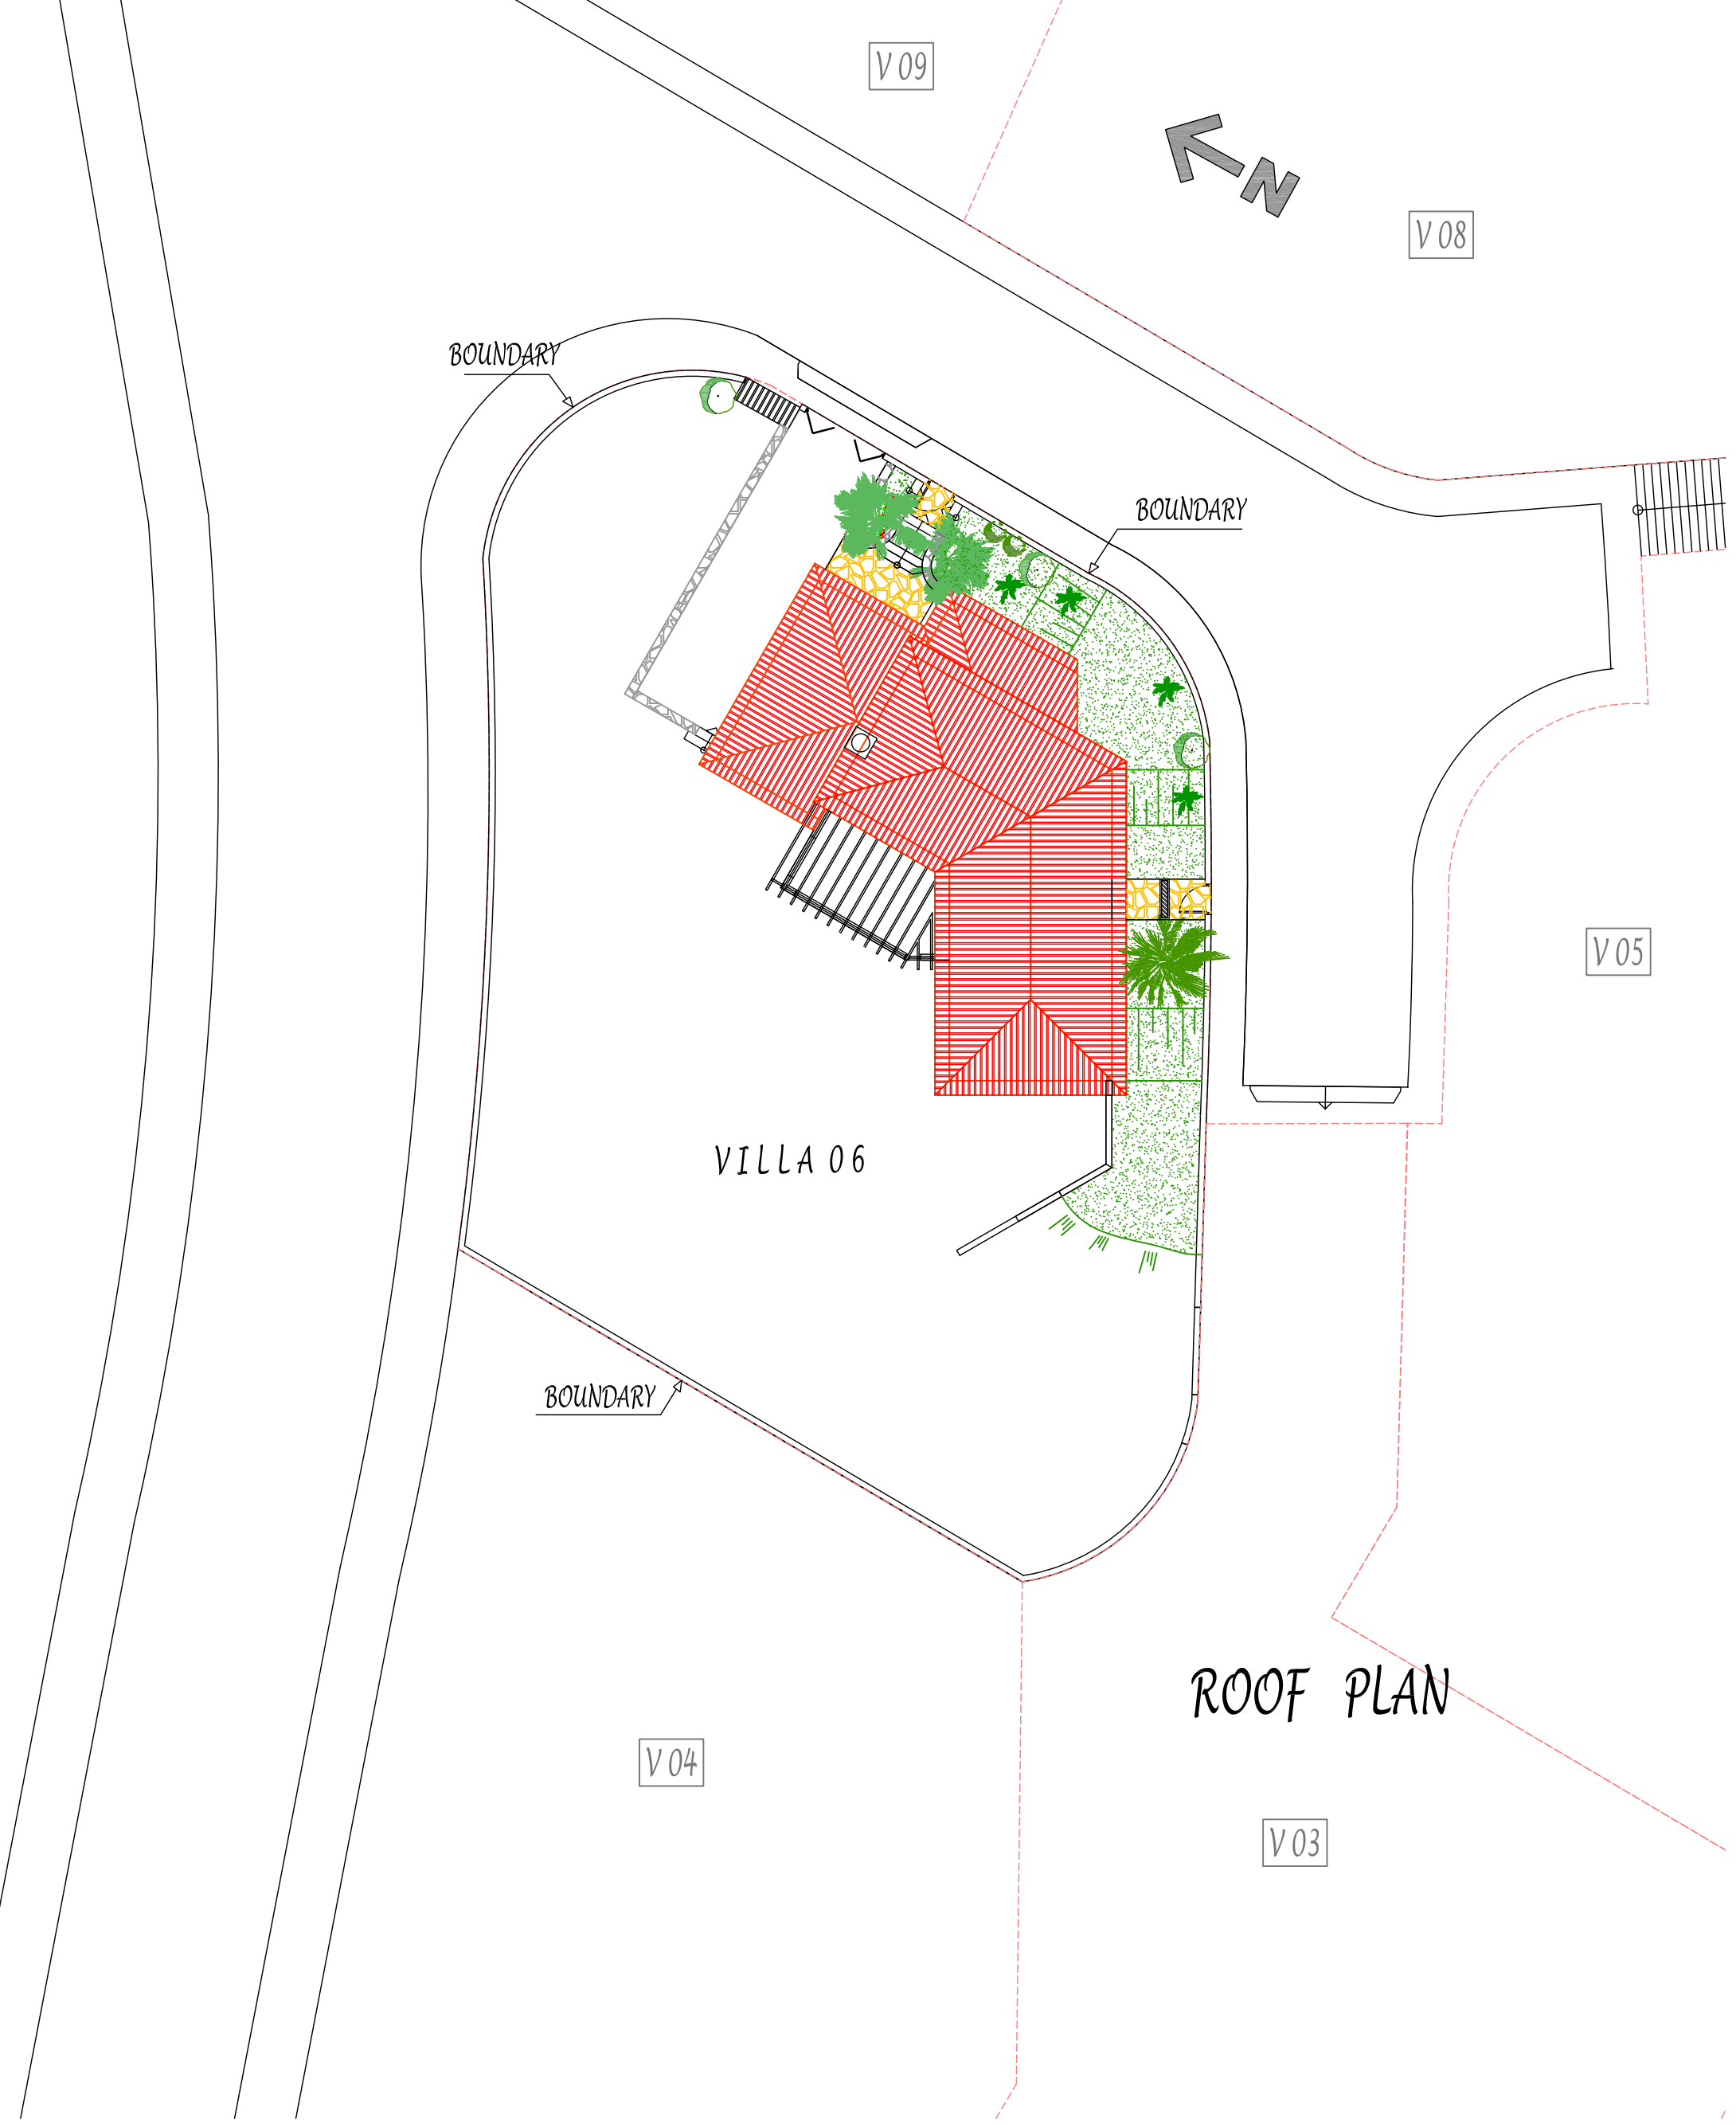 V 09
N
V 08
BOUNDARY
BOUNDARY
V 05
VILLA 06
BOUNDARY
ROOF PLAN
V 04
V 03